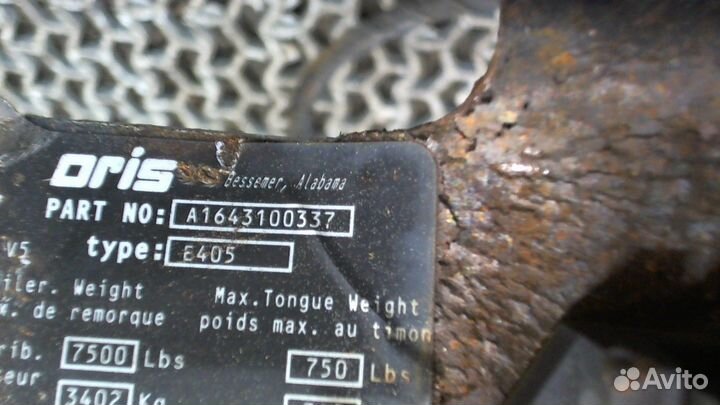 oris Bessemer, Alabama
PART NO: A1643100337
V5 type: E405
iler. Weight Max. Tongue Weight
x. de remorque poids max. au timon
rib. 7500 Lbs 750 Lbs
teur 3402 Kg
Avito